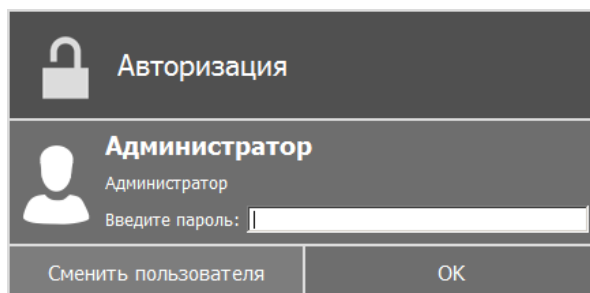 Авторизация
Администратор
Администратор
Введите пароль:
Сменить пользователя
OK